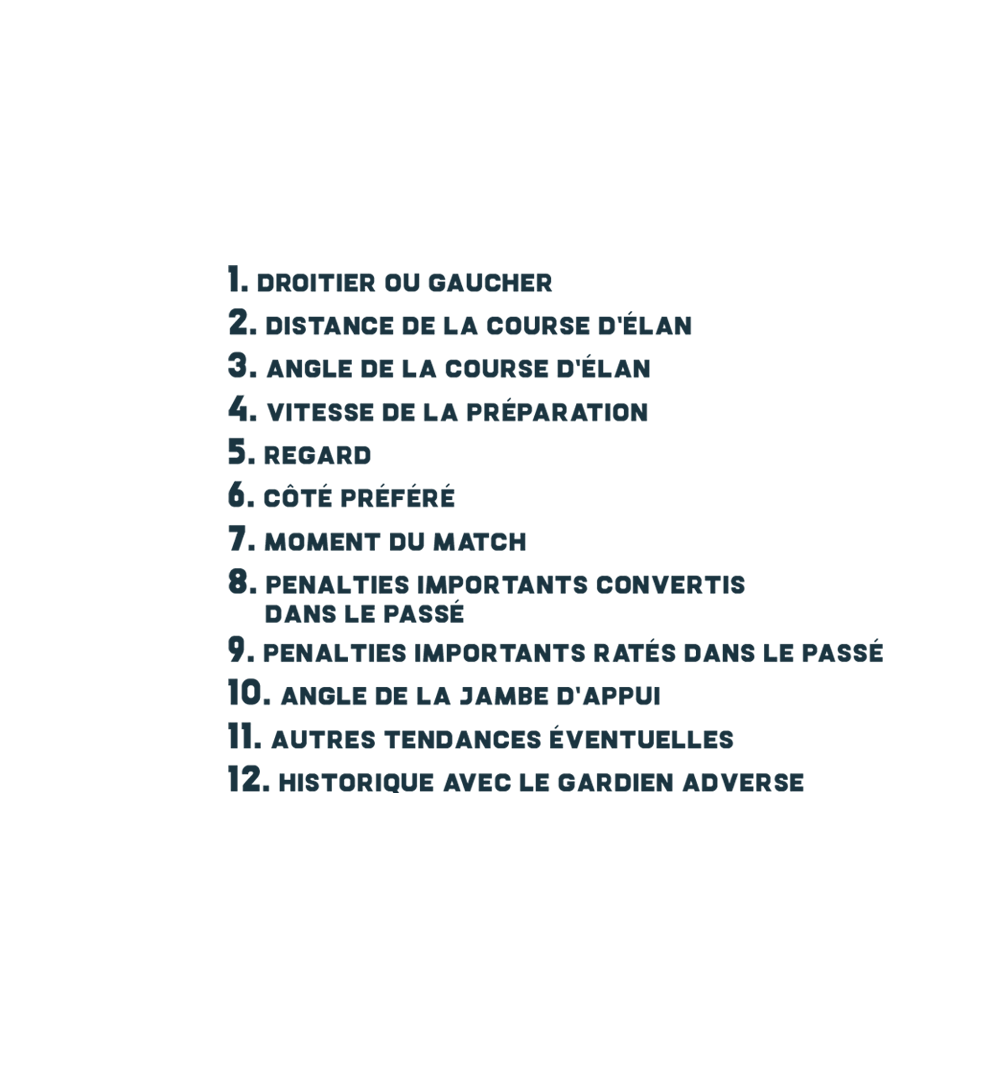 1. DROITIER OU GAUCHER
2. DISTANCE DE LA COURSE D'ÉLAN
3. ANGLE DE LA COURSE D'ÉLAN
4. VITESSE DE LA PRÉPARATION
5. REGARD
6. CÔTÉ PRÉFÉRÉ
7. MOMENT DU MATCH
8. PENALTIES IMPORTANTS CONVERTIS
DANS LE PASSÉ
9. PENALTIES IMPORTANTS RATÉS DANS LE PASSÉ
10. ANGLE DE LA JAMBE D'APPUI
11. AUTRES TENDANCES ÉVENTUELLES
12. HISTORIQUE AVEC LE GARDIEN ADVERSE